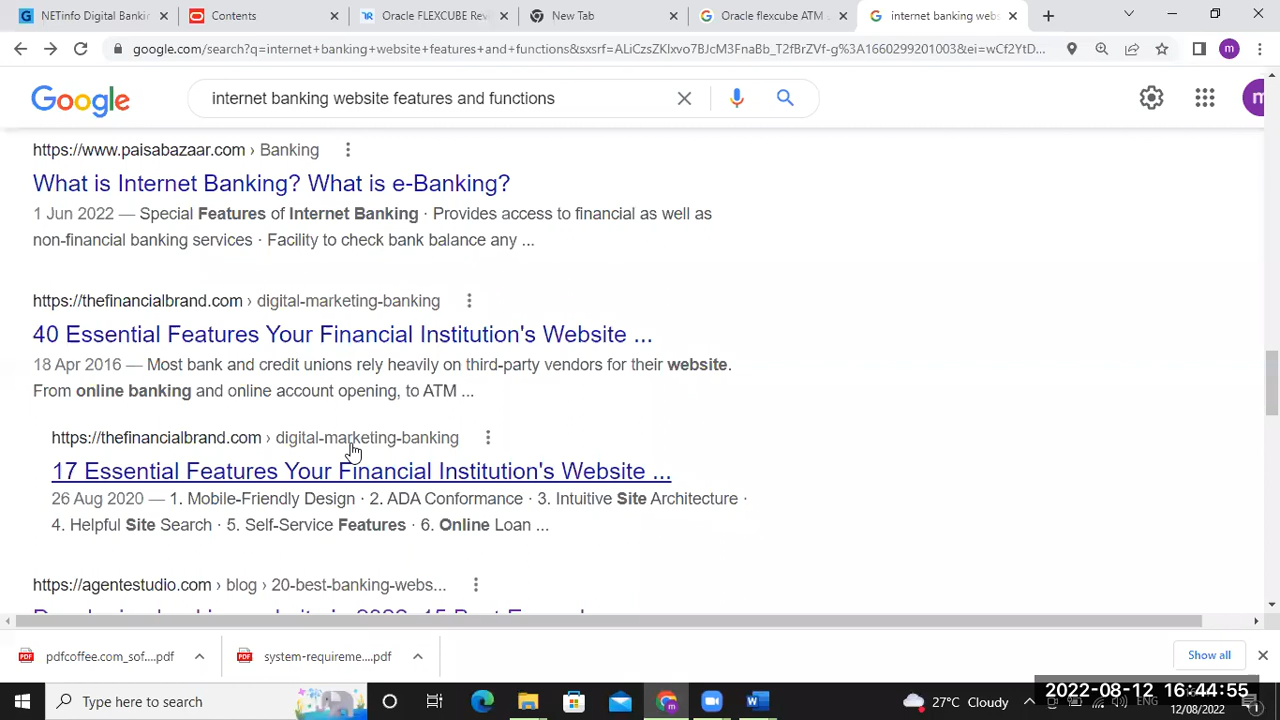 NETinfo Digital Bankin
Contents
Oracle FLEXCUBE Rev
New Tab
Oracle flexcube ATM s
internet banking webs
google.com/search?q=internet+banking+website+features+and+functions&sxsrf=ALiCzsZKlxvo7BJcM3FnaBb_T2fBrZVf-g%3A1660299201003&ei=wCf2YtD...
m
Google
internet banking website features and functions
m
https://www.paisabazaar.com › Banking
What is Internet Banking? What is e-Banking?
1 Jun 2022 — Special Features of Internet Banking · Provides access to financial as well as
non-financial banking services · Facility to check bank balance any ...
https://thefinancialbrand.com › digital-marketing-banking
40 Essential Features Your Financial Institution's Website ...
18 Apr 2016 — Most bank and credit unions rely heavily on third-party vendors for their website.
From online banking and online account opening, to ATM ...
https://thefinancialbrand.com › digital-marketing-banking
17 Essential Features Your Financial Institution's Website ...
26 Aug 2020 — 1. Mobile-Friendly Design · 2. ADA Conformance · 3. Intuitive Site Architecture ·
4. Helpful Site Search · 5. Self-Service Features · 6. Online Loan ...
https://agentestudio.com › blog › 20-best-banking-webs...
pdfcoffee.com_sof....pdf
system-requireme....pdf
Show all
Type here to search
27°C Cloudy
ENG
2022-08-12 16:44:55
12/08/2022